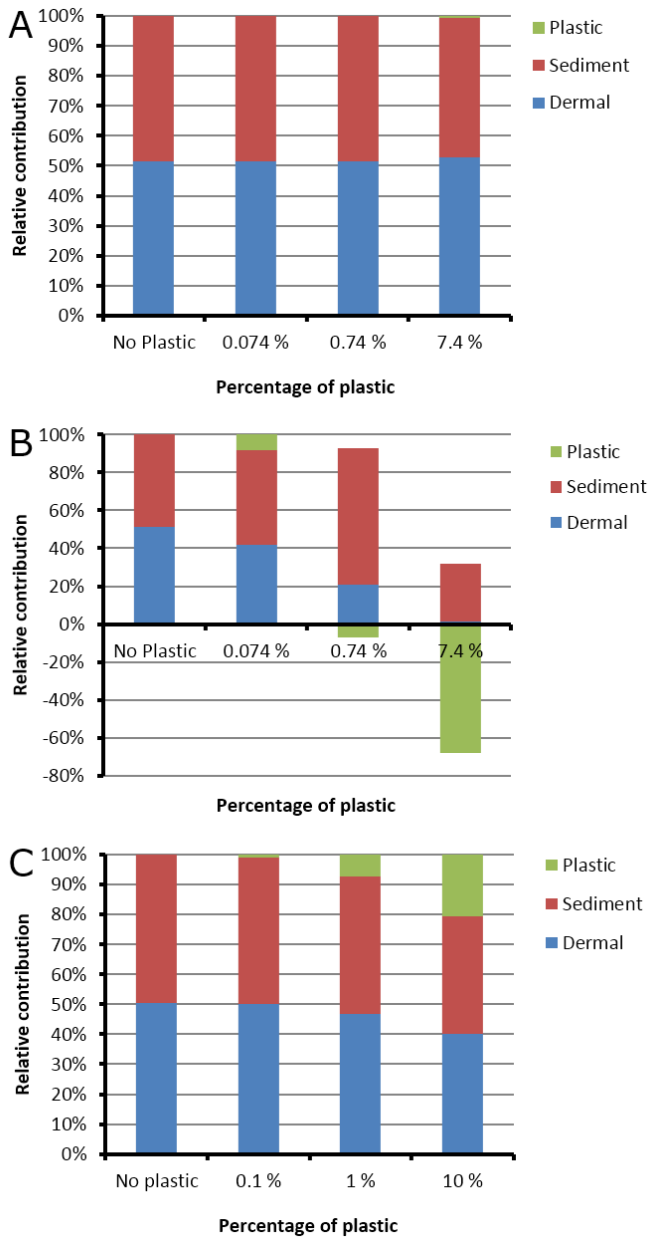 A
100%
90%
80%
70%
60%
50%
40%
30%
20%
10%
0%
Relative contribution
No Plastic 0.074 % 0.74 % 7.4 %
Percentage of plastic
Plastic
Sediment
Dermal
B
100%
80%
60%
40%
20%
0%
-20%
-40%
-60%
-80%
Relative contribution
No Plastic 0.074 % 0.74 % 7.4 %
Percentage of plastic
Plastic
Sediment
Dermal
C
100%
90%
80%
70%
60%
50%
40%
30%
20%
10%
0%
Relative contribution
No plastic 0.1 % 1 % 10 %
Percentage of plastic
Plastic
Sediment
Dermal